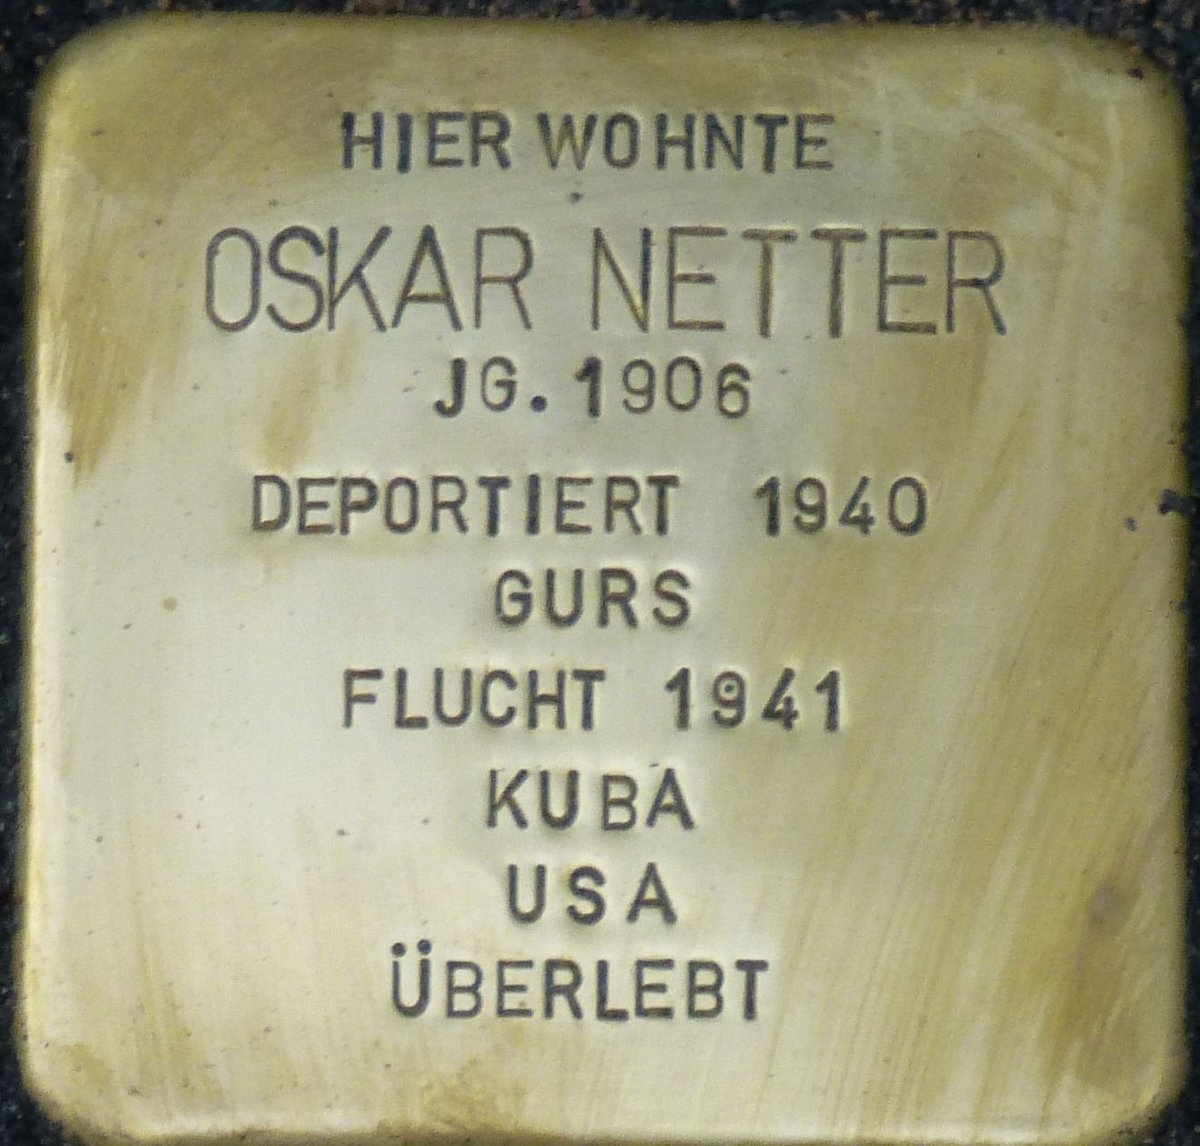 HIER WOHNTE
OSKAR NETTER
JG. 1906
DEPORTIERT 1940
GURS
FLUCHT 1941
KUBA
USA
ÜBERLEBT